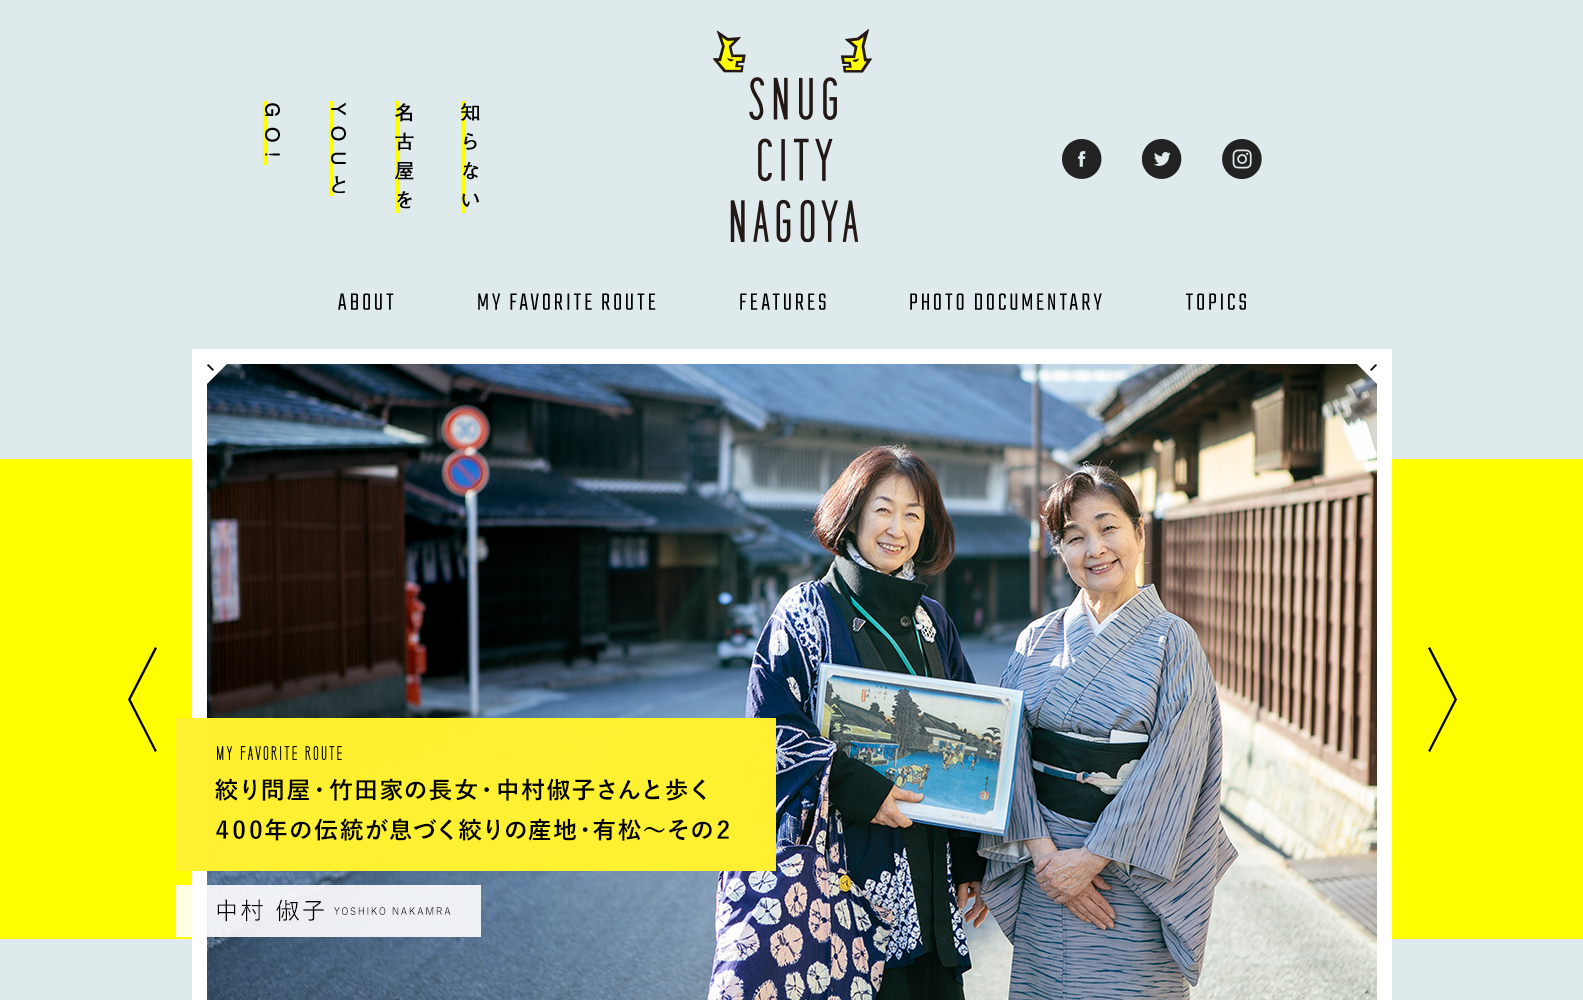 SNUG
CITY
NAGOYA
知らない
名古屋を
YOUと
GO!
ABOUT
MY FAVORITE ROUTE
FEATURES
PHOTO DOCUMENTARY
TOPICS
30
MY FAVORITE ROUTE
絞り問屋・竹田家の長女・中村俶子さんと歩く
400年の伝統が息づく絞りの産地・有松〜その2
中村 俶子 YOSHIKO NAKAMRA